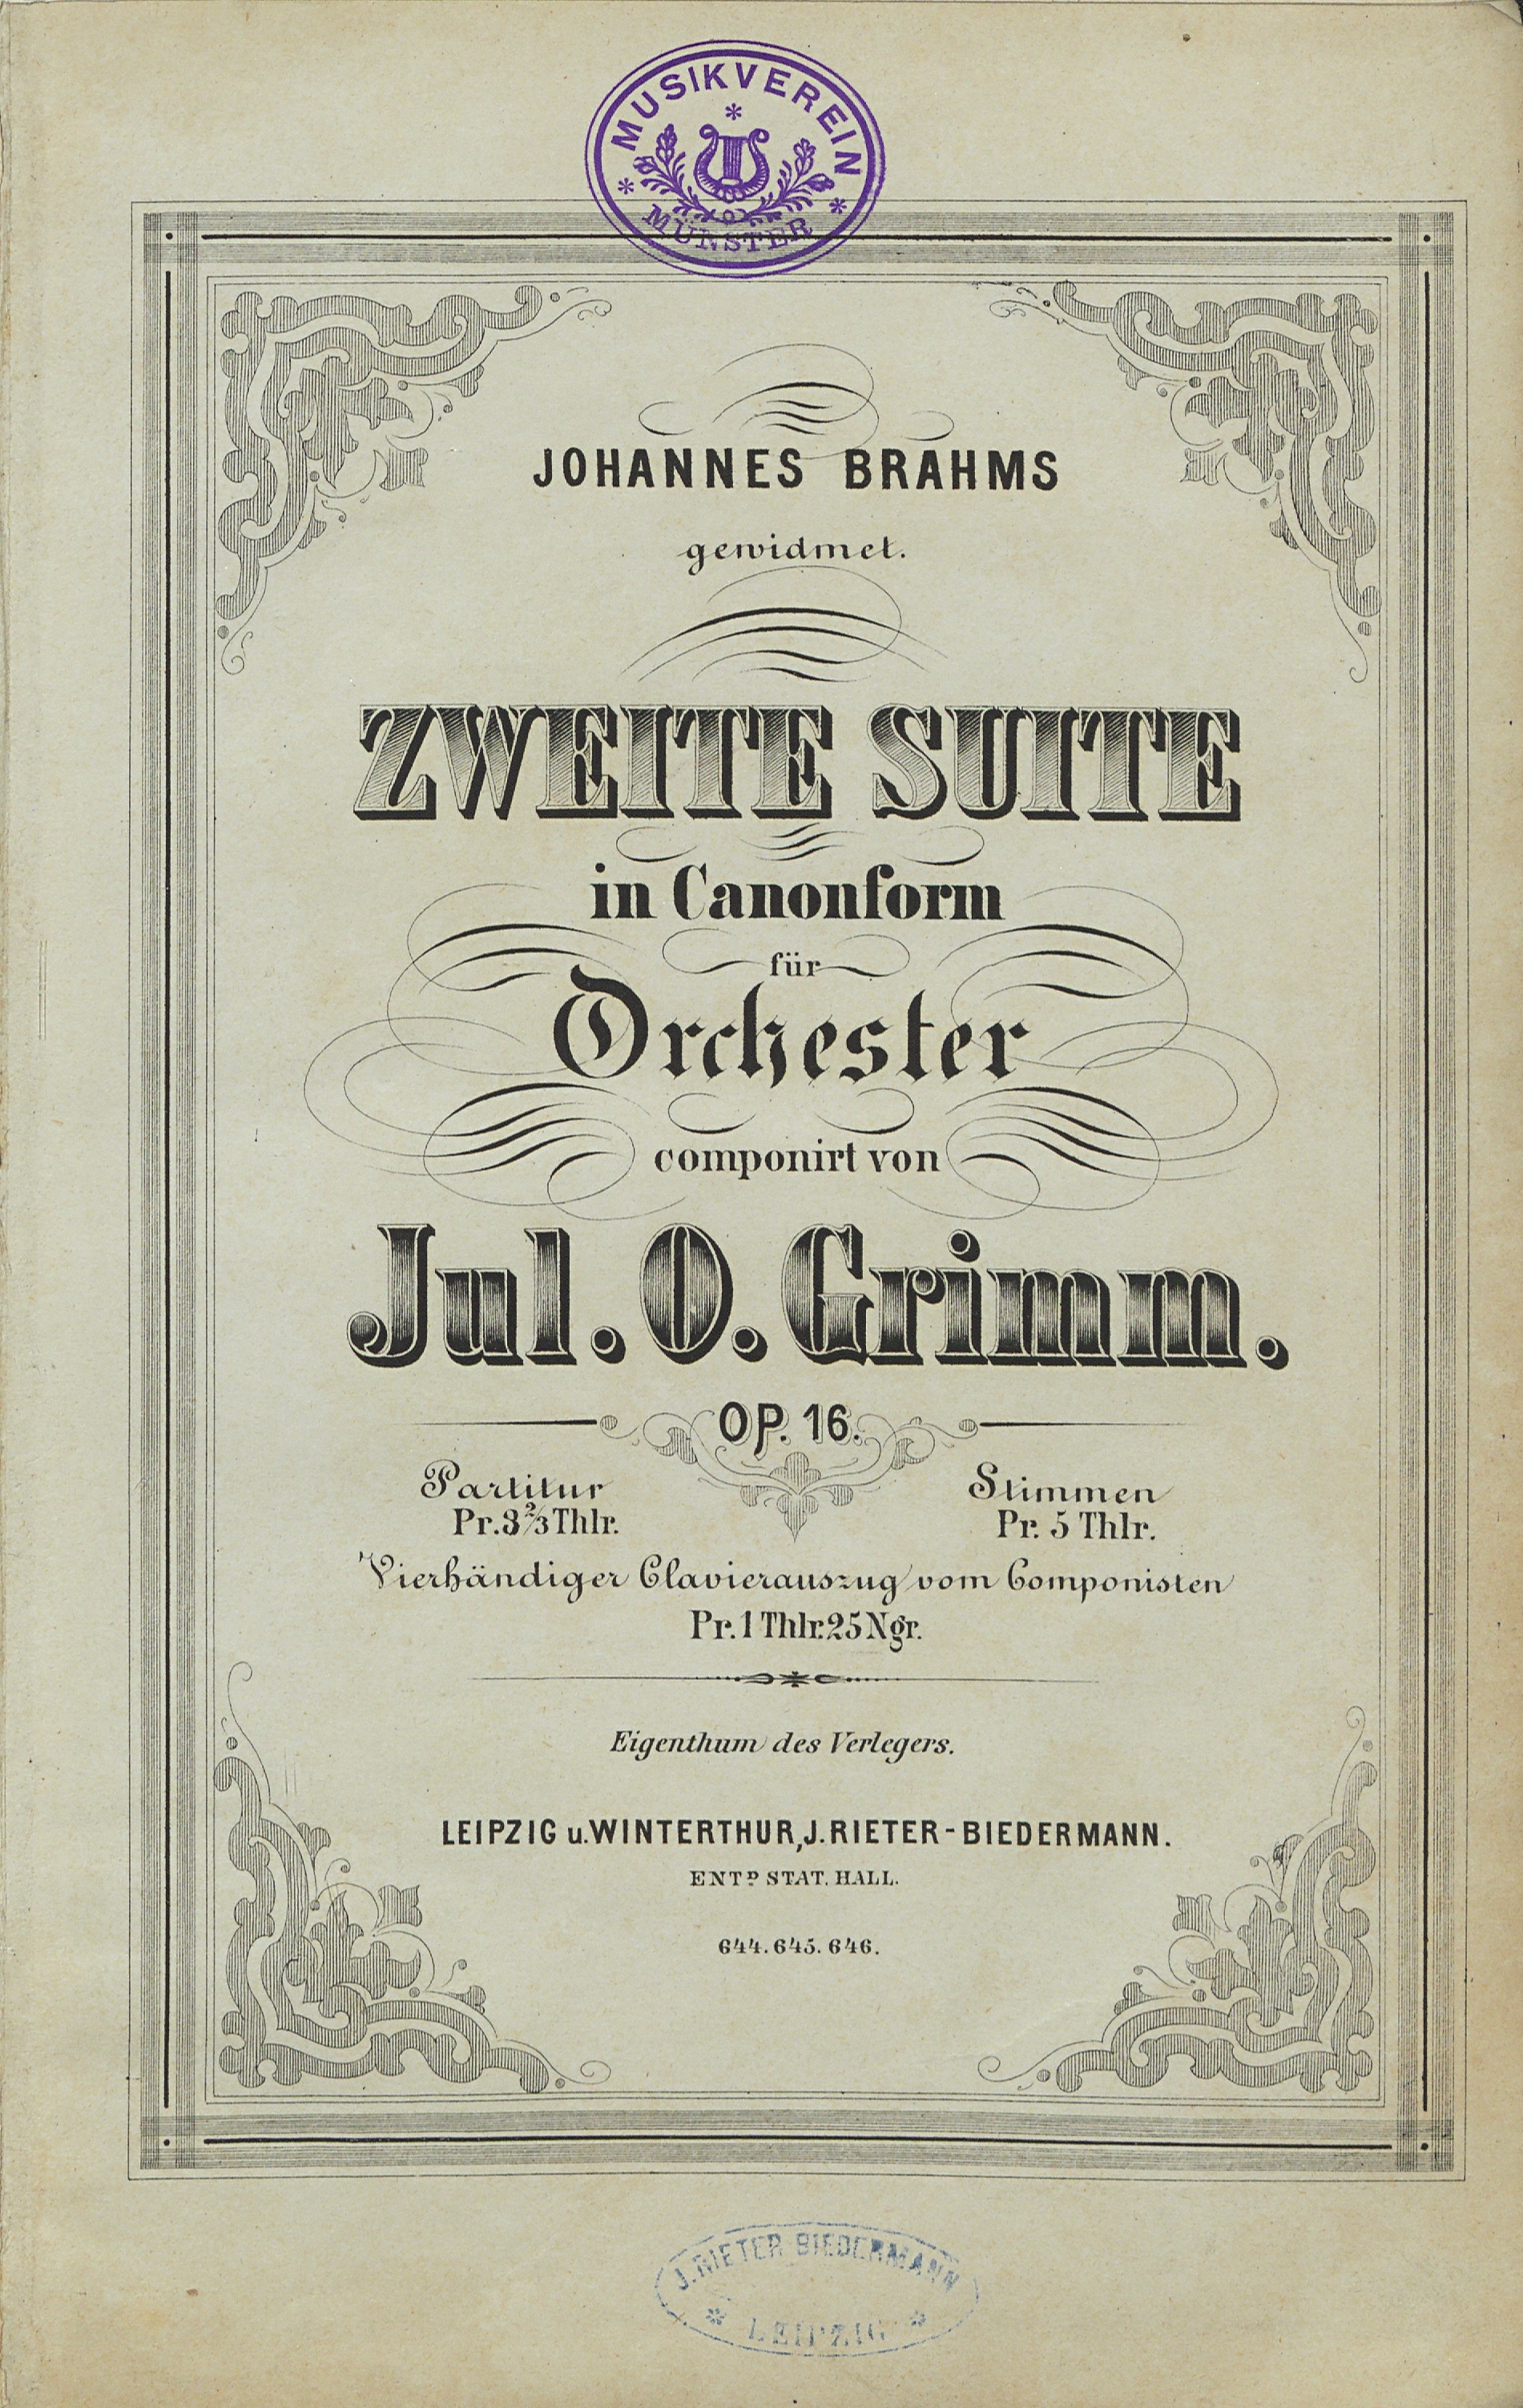 MUSIKVEREIN
MÜNSTER
JOHANNES BRAHMS
gewidmet.
ZWEITE SUITE
in Canonform
für
Orchester
componirt von
Jul. O. Grimm.
OP. 16.
Partitur
Pr. 3 2/3 Thlr.
Stimmen
Pr. 5 Thlr.
Vierhändiger Clavierauszug vom Componisten
Pr. 1 Thlr. 25 Ngr.
Eigenthum des Verlegers.
LEIPZIG u. WINTERTHUR, J. RIETER-BIEDERMANN.
ENTD STAT. HALL.
644. 645. 646.
J. RIETER BIEDERMANN
LEIPZIG